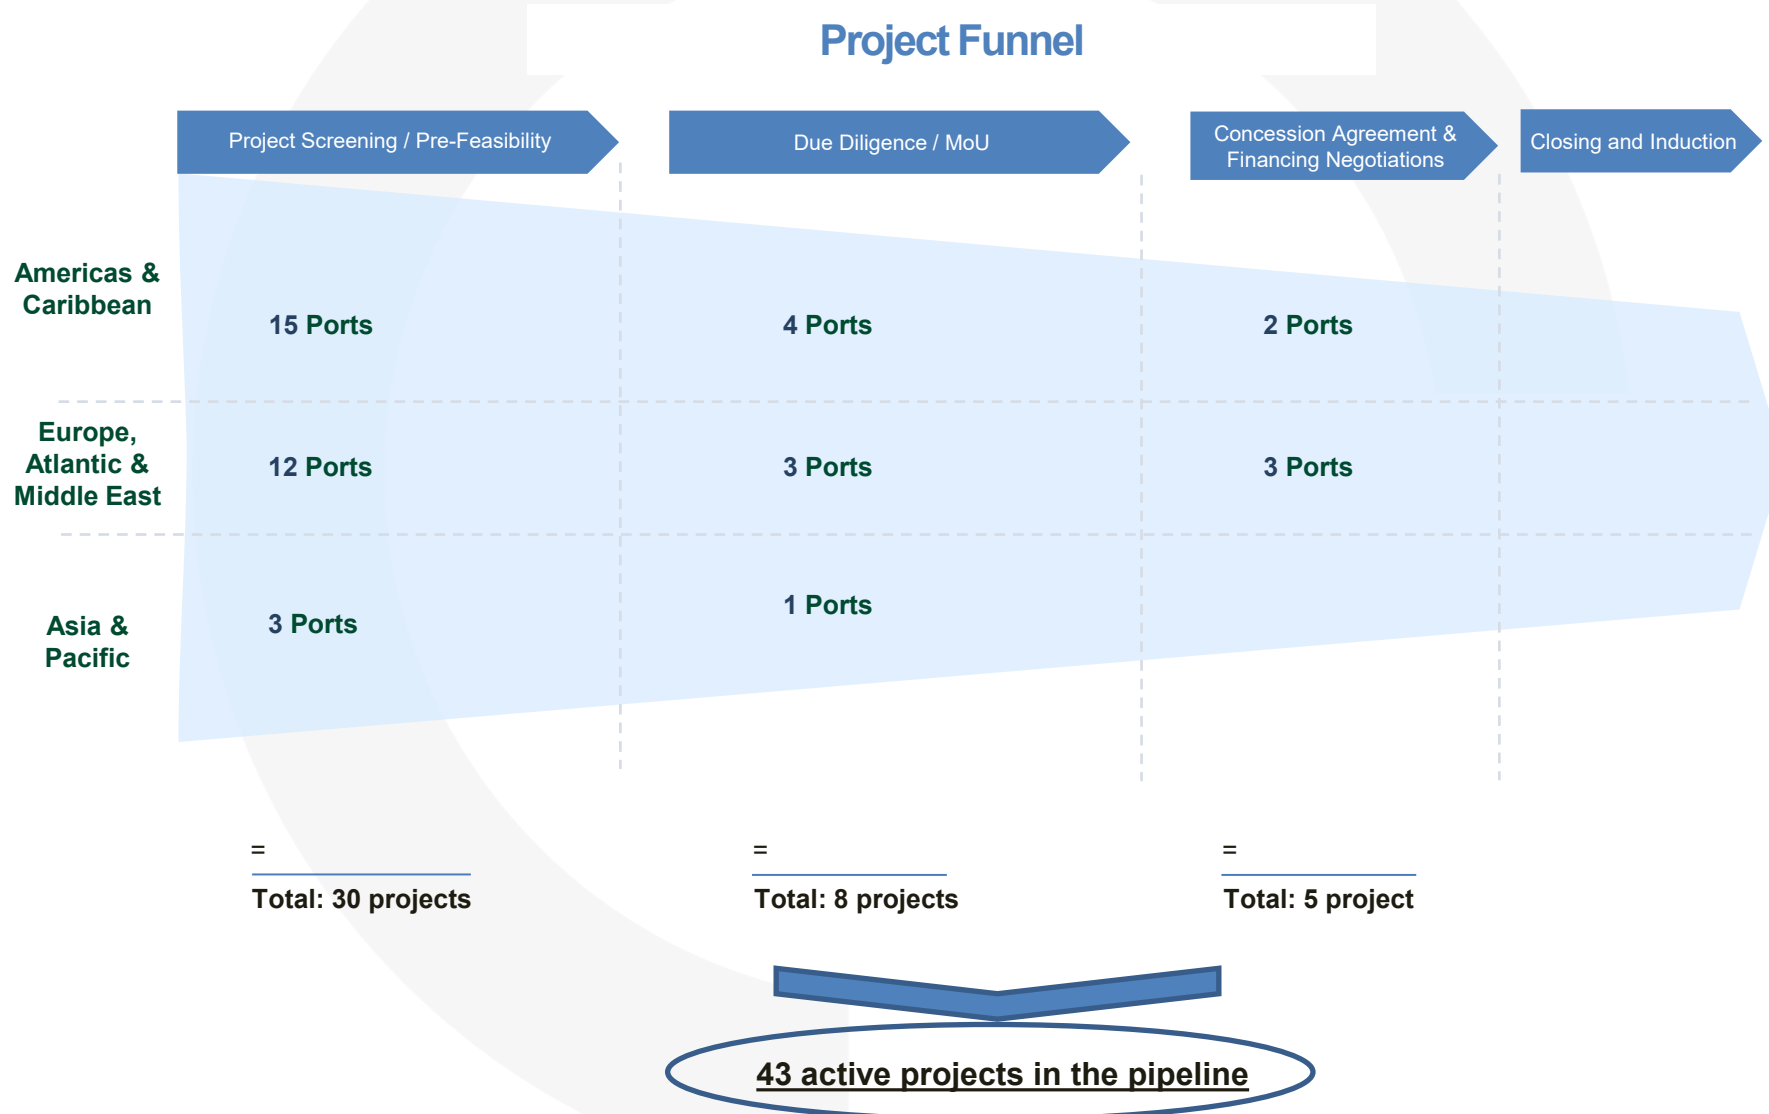 Project Funnel
Project Screening / Pre-Feasibility
Due Diligence / MoU
Concession Agreement &
Financing Negotiations
Closing and Induction
Americas &
Caribbean
15 Ports
4 Ports
2 Ports
Europe,
Atlantic &
Middle East
12 Ports
3 Ports
3 Ports
Asia &
Pacific
3 Ports
1 Ports
=
=
=
Total: 30 projects
Total: 8 projects
Total: 5 project
43 active projects in the pipeline